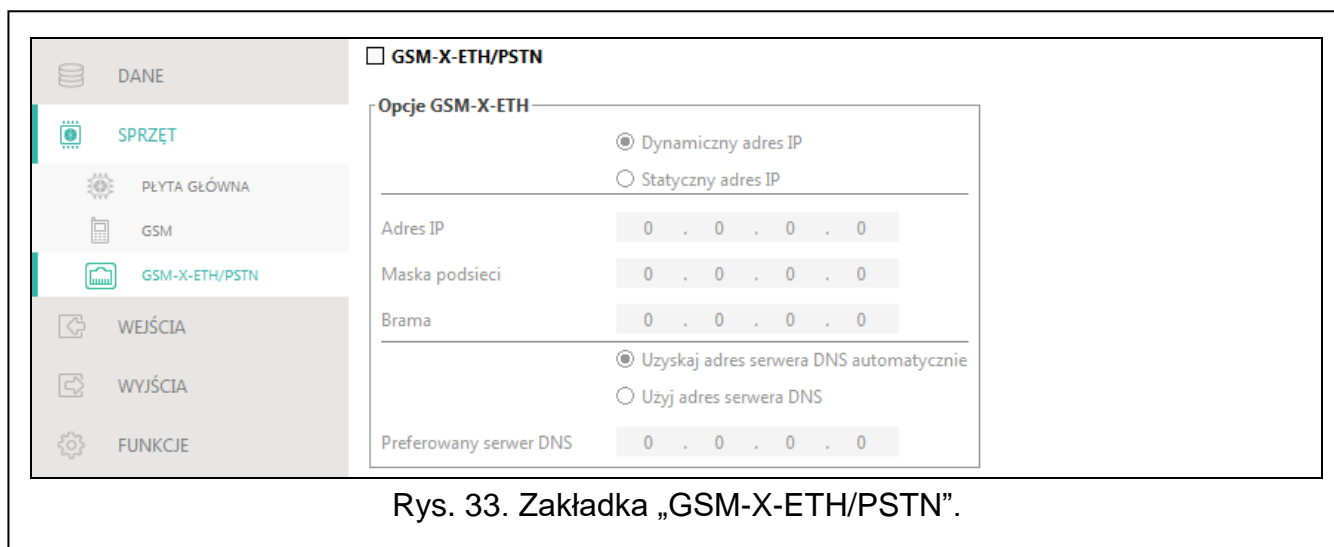 DANE
SPRZĘT
PŁYTA GŁÓWNA
GSM
GSM-X-ETH/PSTN
WEJŚCIA
WYJŚCIA
FUNKCJE
GSM-X-ETH/PSTN
Opcje GSM-X-ETH
Dynamiczny adres IP
Statyczny adres IP
Adres IP 0 . 0 . 0 . 0
Maska podsieci 0 . 0 . 0 . 0
Brama 0 . 0 . 0 . 0
Uzyskaj adres serwera DNS automatycznie
Użyj adres serwera DNS
Preferowany serwer DNS 0 . 0 . 0 . 0
Rys. 33. Zakładka „GSM-X-ETH/PSTN”.